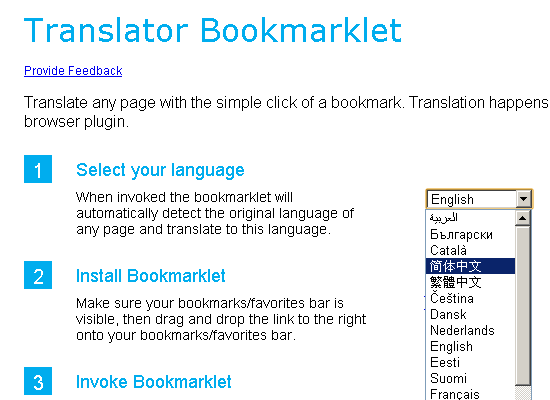 Translator Bookmarklet
Provide Feedback
Translate any page with the simple click of a bookmark. Translation happens
browser plugin.
1
Select your language
When invoked the bookmarklet will
automatically detect the original language of
any page and translate to this language.
English
العربية
Български
Català
简体中文
繁體中文
Čeština
Dansk
Nederlands
English
Eesti
Suomi
Français
2
Install Bookmarklet
Make sure your bookmarks/favorites bar is
visible, then drag and drop the link to the right
onto your bookmarks/favorites bar.
3
Invoke Bookmarklet